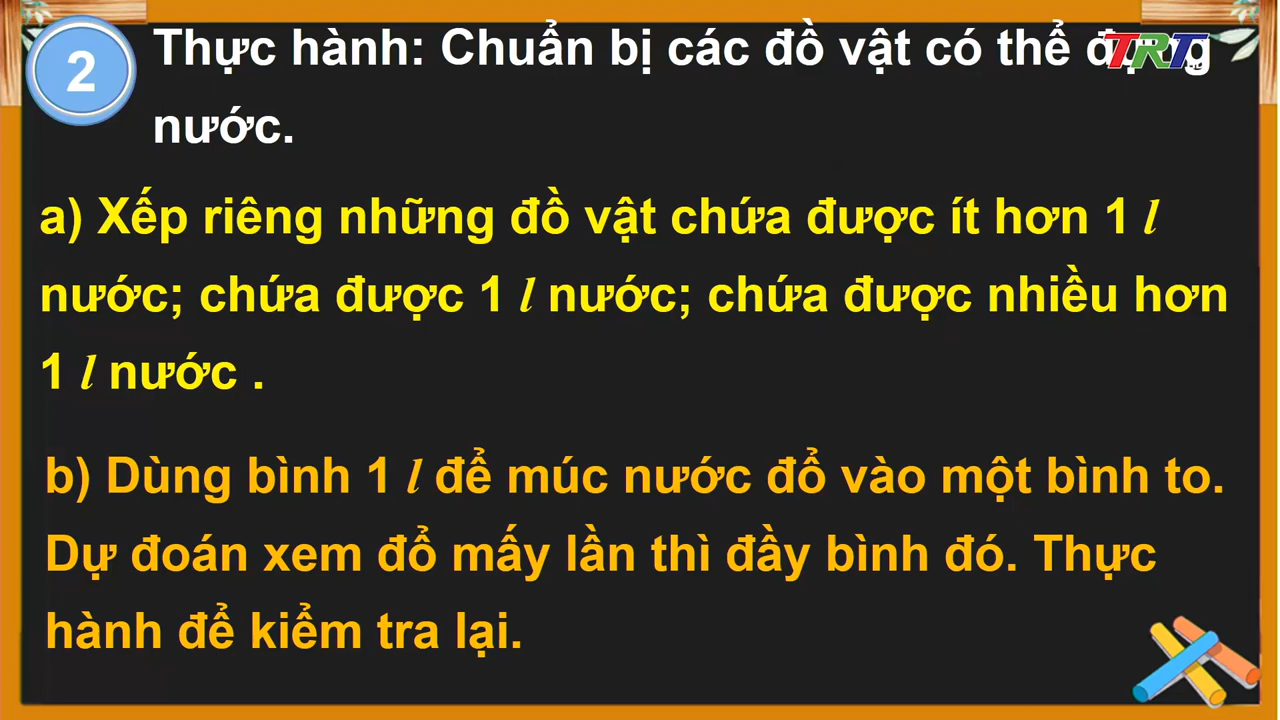 2
Thực hành: Chuẩn bị các đồ vật có thể
nước.
TRT
a) Xếp riêng những đồ vật chứa được ít hơn 1 l
nước; chứa được 1 l nước; chứa được nhiều hơn
1 l nước .
b) Dùng bình 1 l để múc nước đổ vào một bình to.
Dự đoán xem đổ mấy lần thì đầy bình đó. Thực
hành để kiểm tra lại.